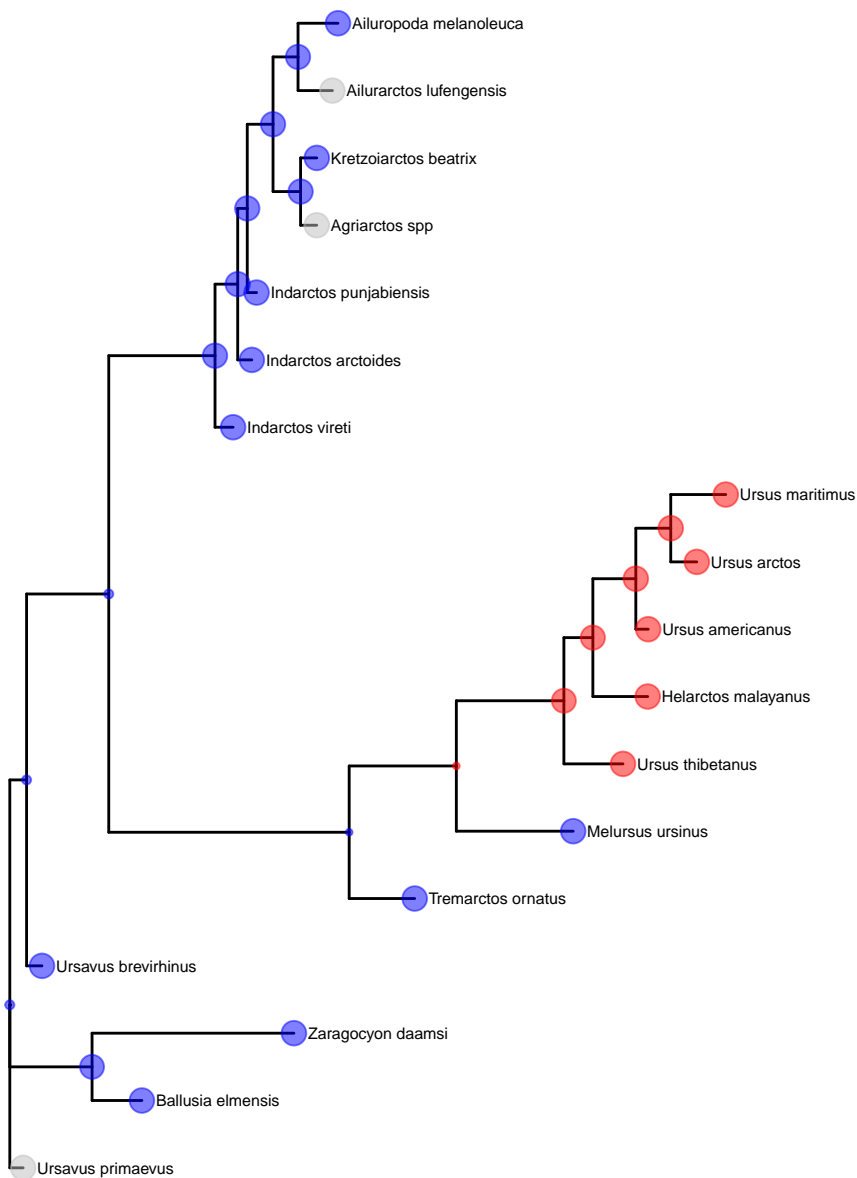 Ailuropoda melanoleuca
Ailurarctos lufengensis
Kretzoiarctos beatrix
Agriarctos spp
Indarctos punjabiensis
Indarctos arctoides
Indarctos vireti
Ursus maritimus
Ursus arctos
Ursus americanus
Helarctos malayanus
Ursus thibetanus
Melursus ursinus
Tremarctos ornatus
Ursavus brevirhinus
Zaragocyon daamsi
Ballusia elmensis
Ursavus primaevus